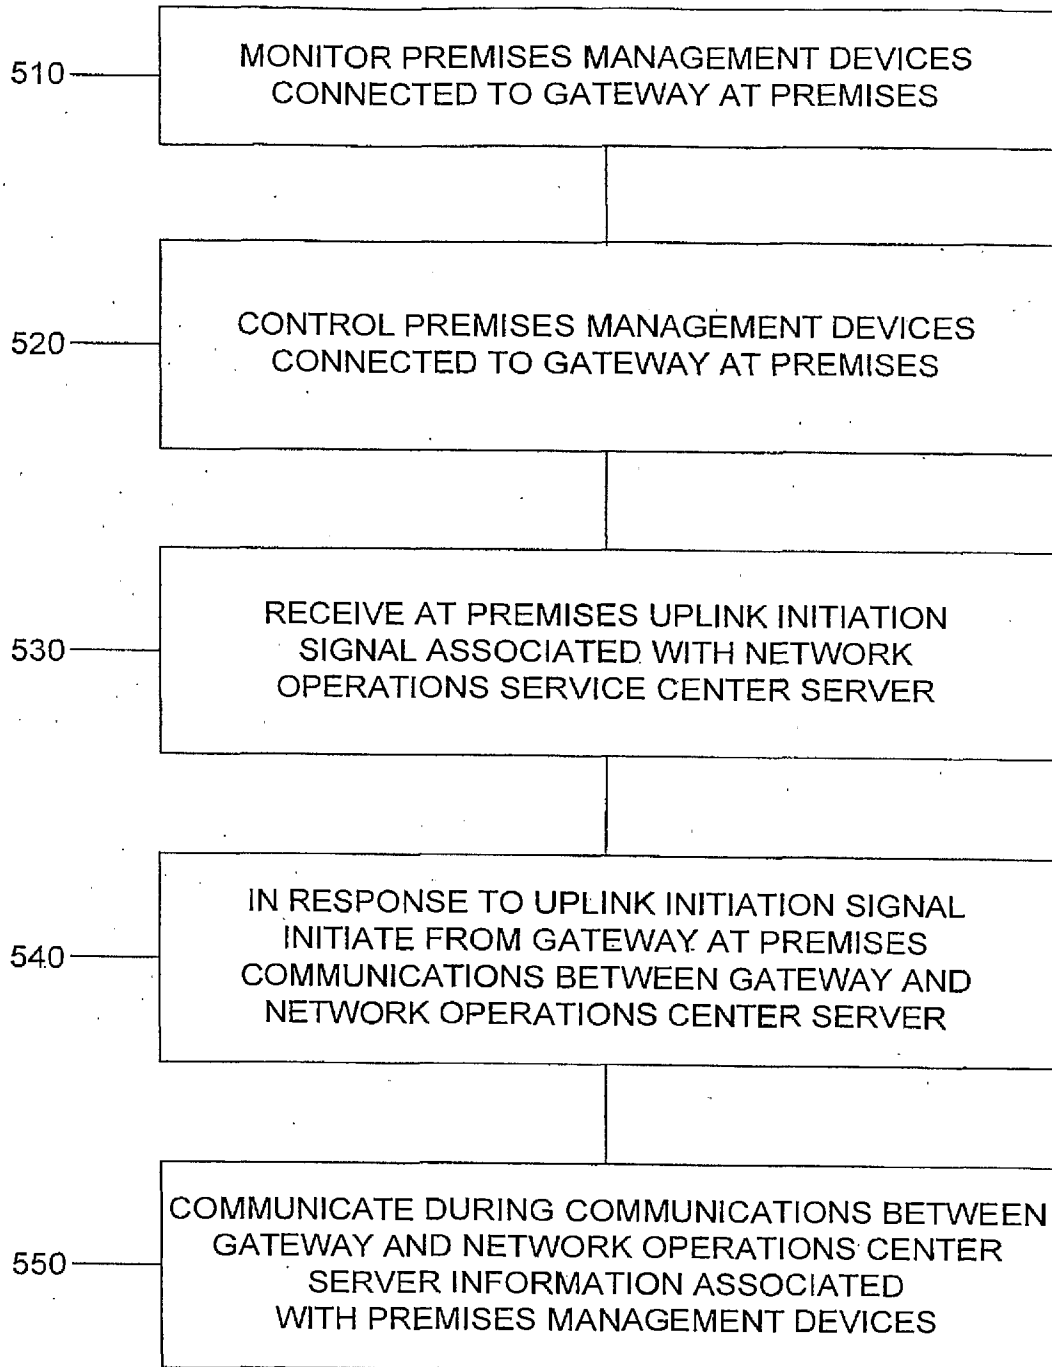 510
MONITOR PREMISES MANAGEMENT DEVICES
CONNECTED TO GATEWAY AT PREMISES
520
CONTROL PREMISES MANAGEMENT DEVICES
CONNECTED TO GATEWAY AT PREMISES
530
RECEIVE AT PREMISES UPLINK INITIATION
SIGNAL ASSOCIATED WITH NETWORK
OPERATIONS SERVICE CENTER SERVER
540
IN RESPONSE TO UPLINK INITIATION SIGNAL
INITIATE FROM GATEWAY AT PREMISES
COMMUNICATIONS BETWEEN GATEWAY AND
NETWORK OPERATIONS CENTER SERVER
550
COMMUNICATE DURING COMMUNICATIONS BETWEEN
GATEWAY AND NETWORK OPERATIONS CENTER
SERVER INFORMATION ASSOCIATED
WITH PREMISES MANAGEMENT DEVICES